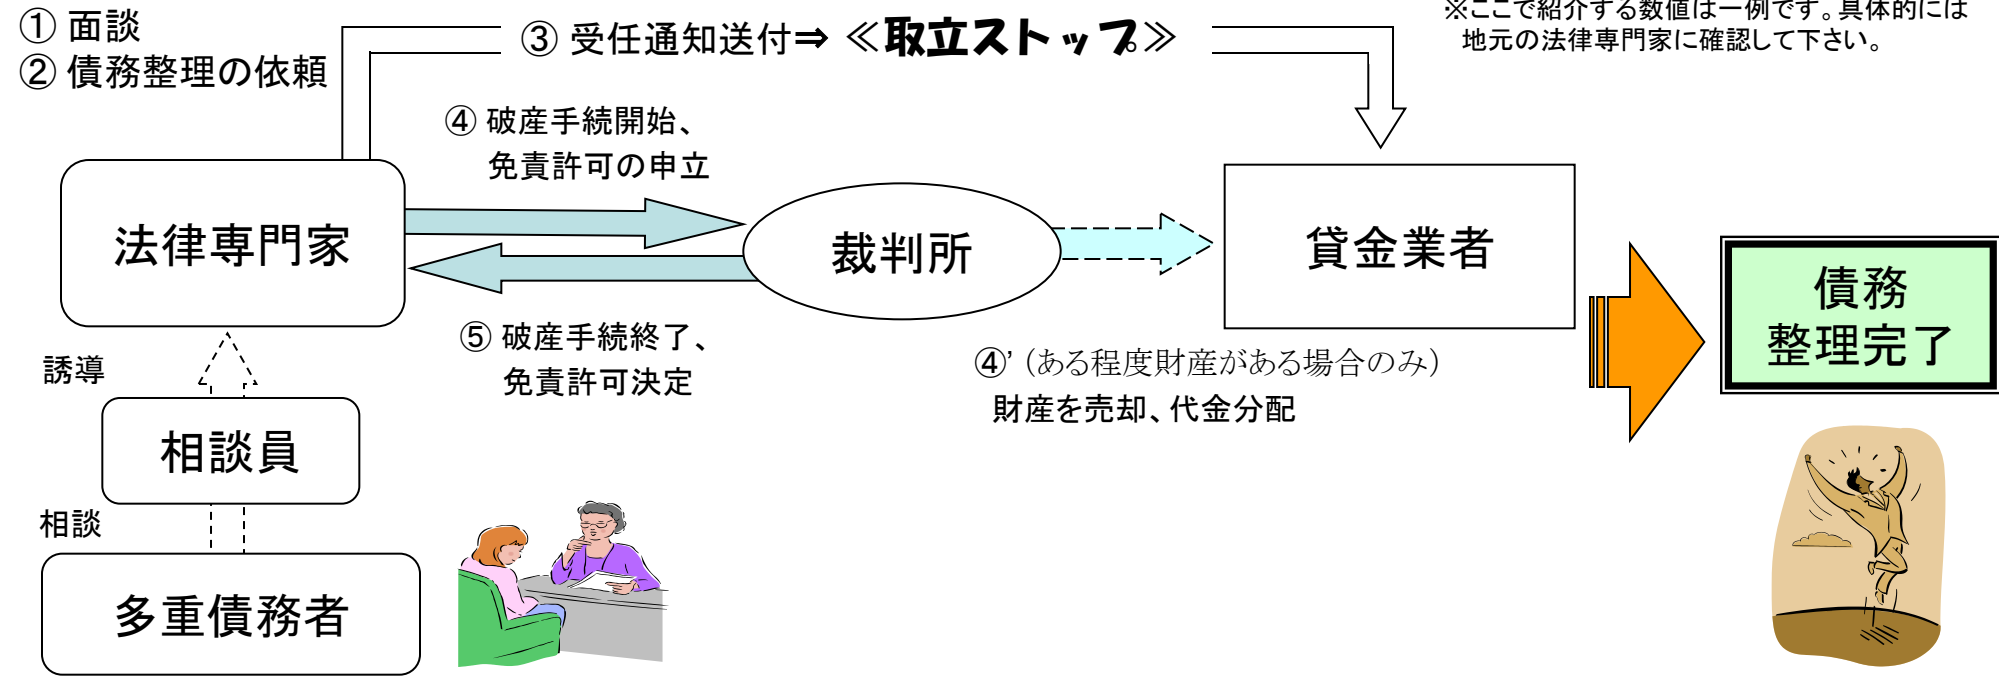 ① 面談
② 債務整理の依頼
③ 受任通知送付⇒ ≪取立ストップ≫
※ここで紹介する数値は一例です。具体的には
地元の法律専門家に確認して下さい。
④ 破産手続開始、
免責許可の申立
法律専門家
裁判所
貸金業者
債務
整理完了
⑤ 破産手続終了、
免責許可決定
④’（ある程度財産がある場合のみ）
財産を売却、代金分配
誘導
相談員
相談
多重債務者